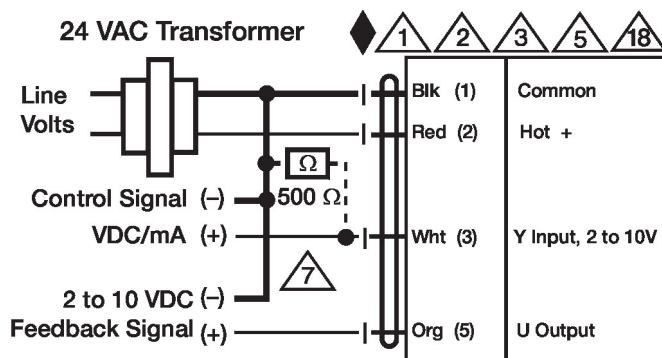 24 VAC Transformer
1 2 3 5 18
Line
Volts
Blk (1) Common
Red (2) Hot +
Ω
500 Ω
Control Signal (–)
VDC/mA (+)
Wht (3) Y Input, 2 to 10V
7
2 to 10 VDC (–)
Feedback Signal (+)
Org (5) U Output